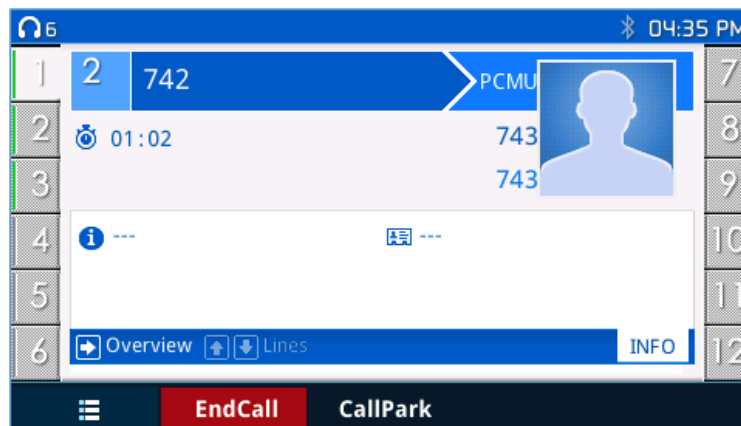 6 04:35 PM
1 2 742 PCMU 7
2 01:02 743 8
3 743 9
4 --- --- 10
5 11
6 Overview Lines INFO 12
EndCall CallPark